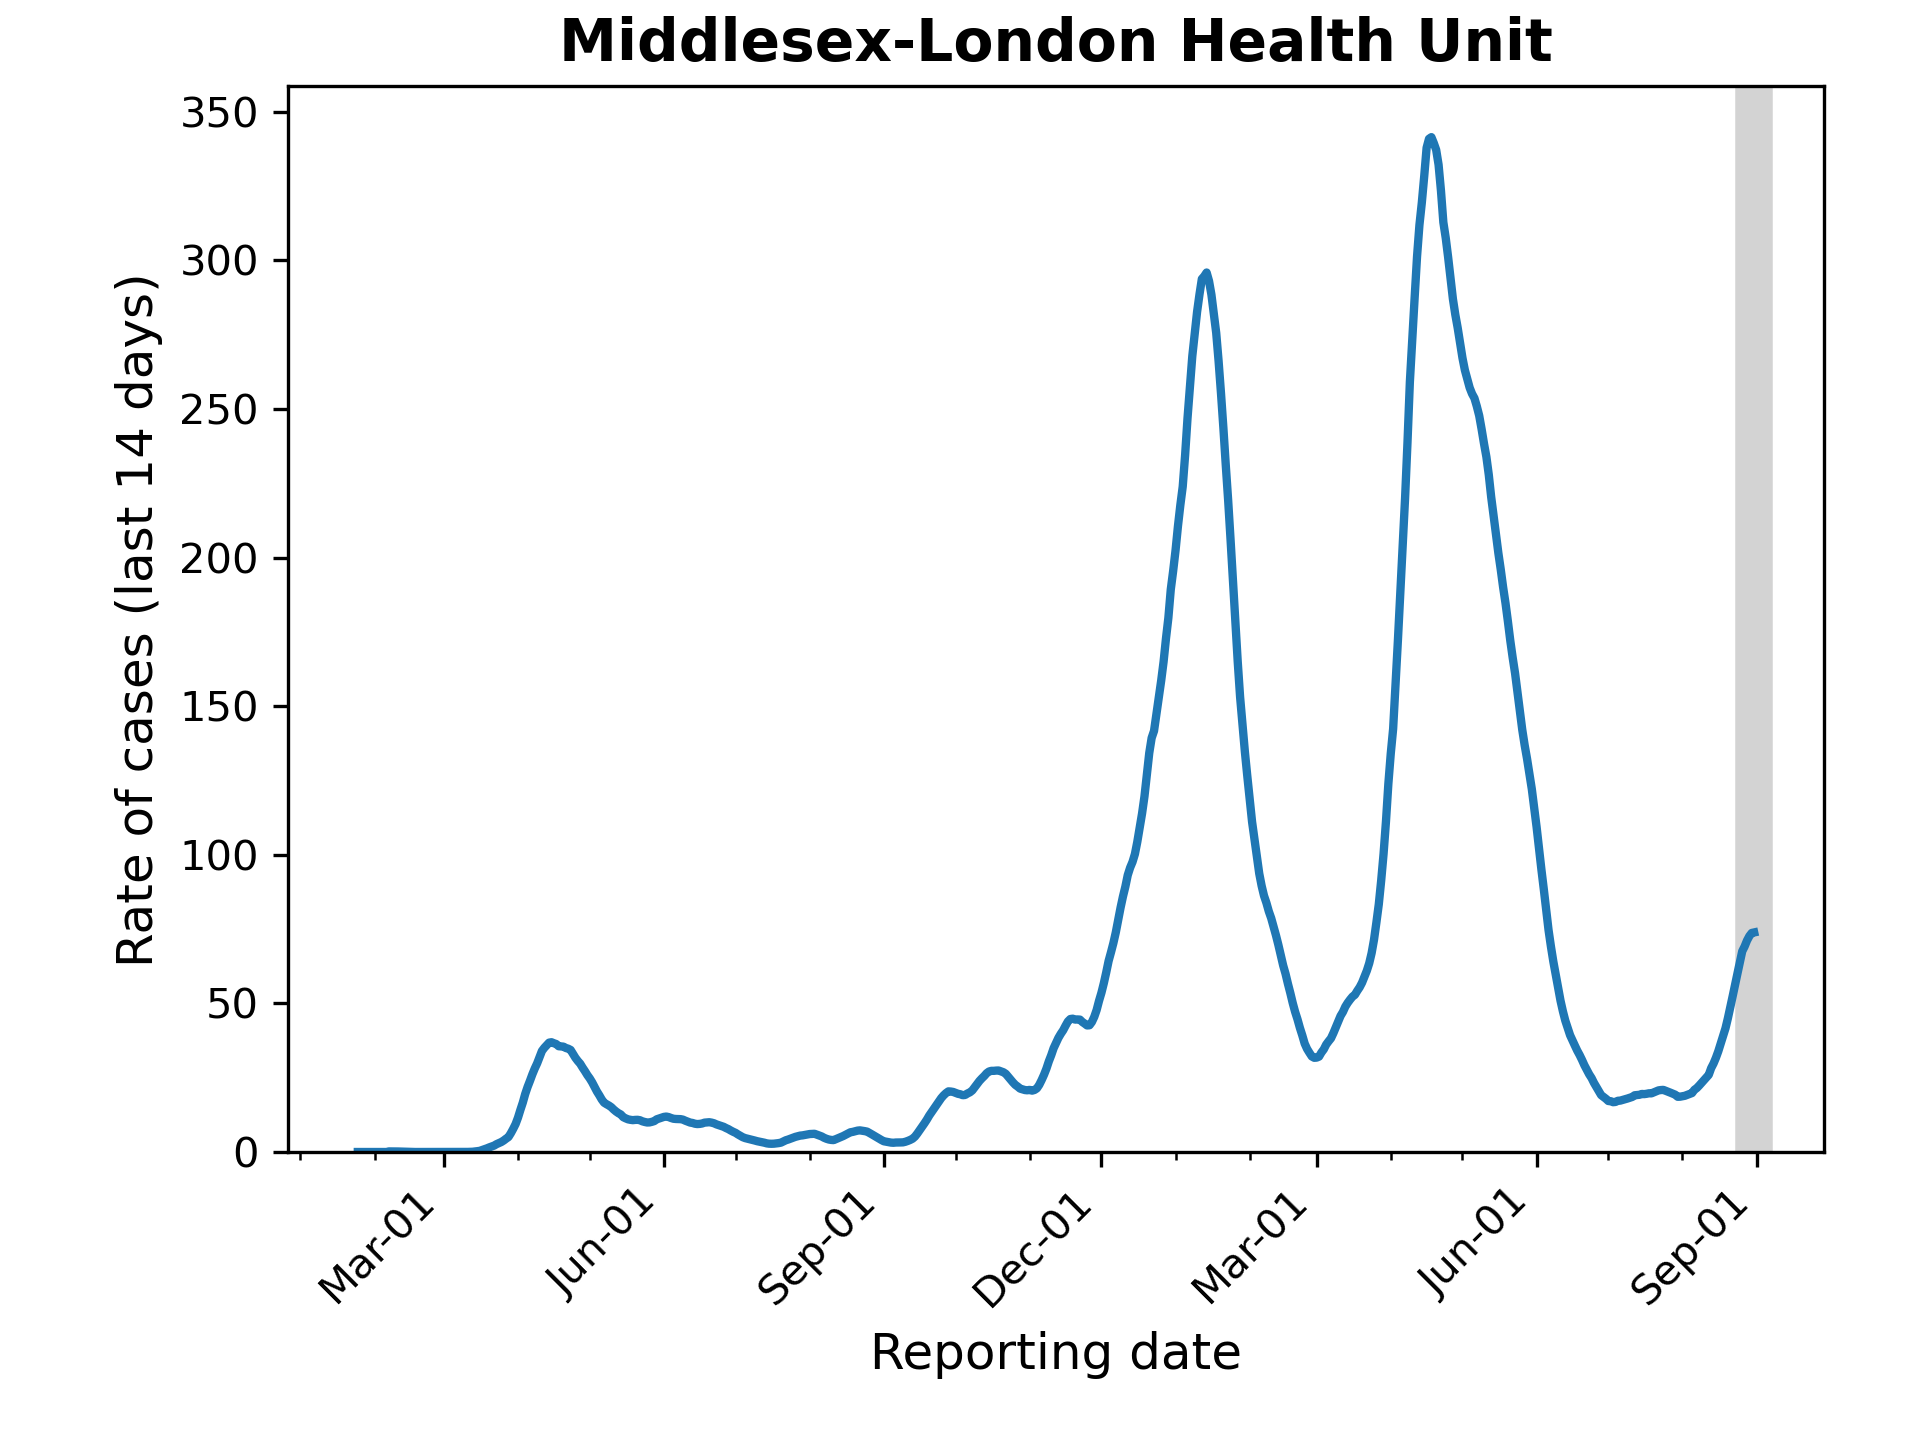 Middlesex-London Health Unit
Rate of cases (last 14 days)
350
300
250
200
150
100
50
0
Mar-01
Jun-01
Sep-01
Dec-01
Mar-01
Jun-01
Sep-01
Reporting date